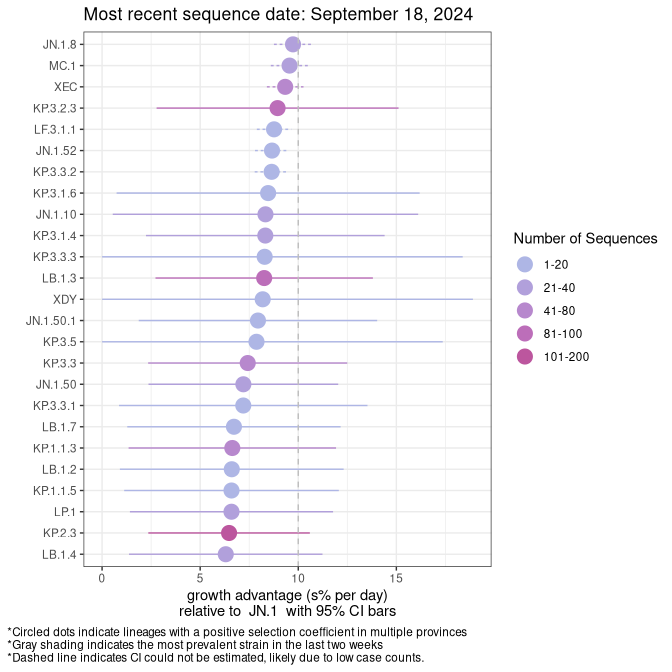 Most recent sequence date: September 18, 2024
JN.1.8
MC.1
XEC
KP.3.2.3
LF.3.1.1
JN.1.52
KP.3.3.2
KP.3.1.6
JN.1.10
KP.3.1.4
KP.3.3.3
LB.1.3
XDY
JN.1.50.1
KP.3.5
KP.3.3
JN.1.50
KP.3.3.1
LB.1.7
KP.1.1.3
LB.1.2
KP.1.1.5
LP.1
KP.2.3
LB.1.4
0 5 10 15
growth advantage (s% per day)
relative to JN.1 with 95% CI bars
Number of Sequences
1-20
21-40
41-80
81-100
101-200
*Circled dots indicate lineages with a positive selection coefficient in multiple provinces
*Gray shading indicates the most prevalent strain in the last two weeks
*Dashed line indicates CI could not be estimated, likely due to low case counts.